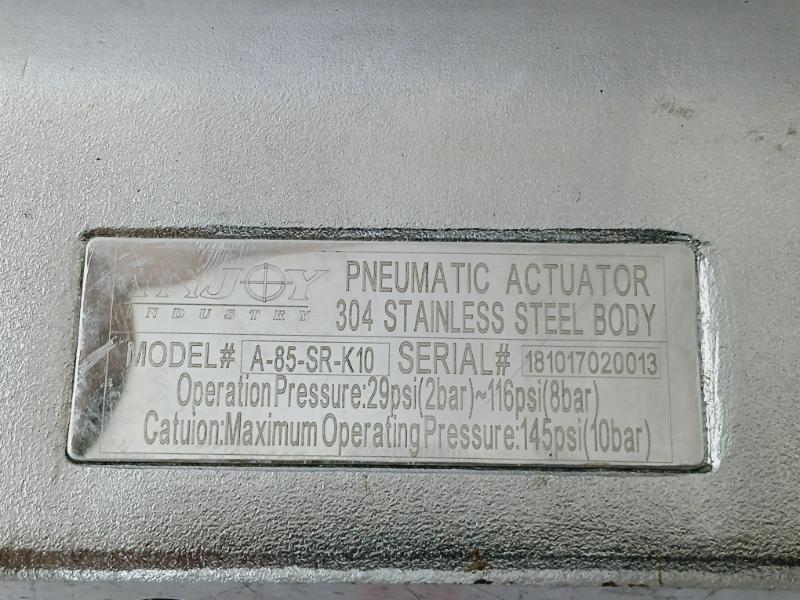 INDUSTRY
PNEUMATIC ACTUATOR
304 STAINLESS STEEL BODY
MODEL# A-85-SR-K10 SERIAL# 181017020013
Operation Pressure:29psi(2bar)~116psi(8bar)
Catuion:Maximum Operating Pressure:145psi(10bar)